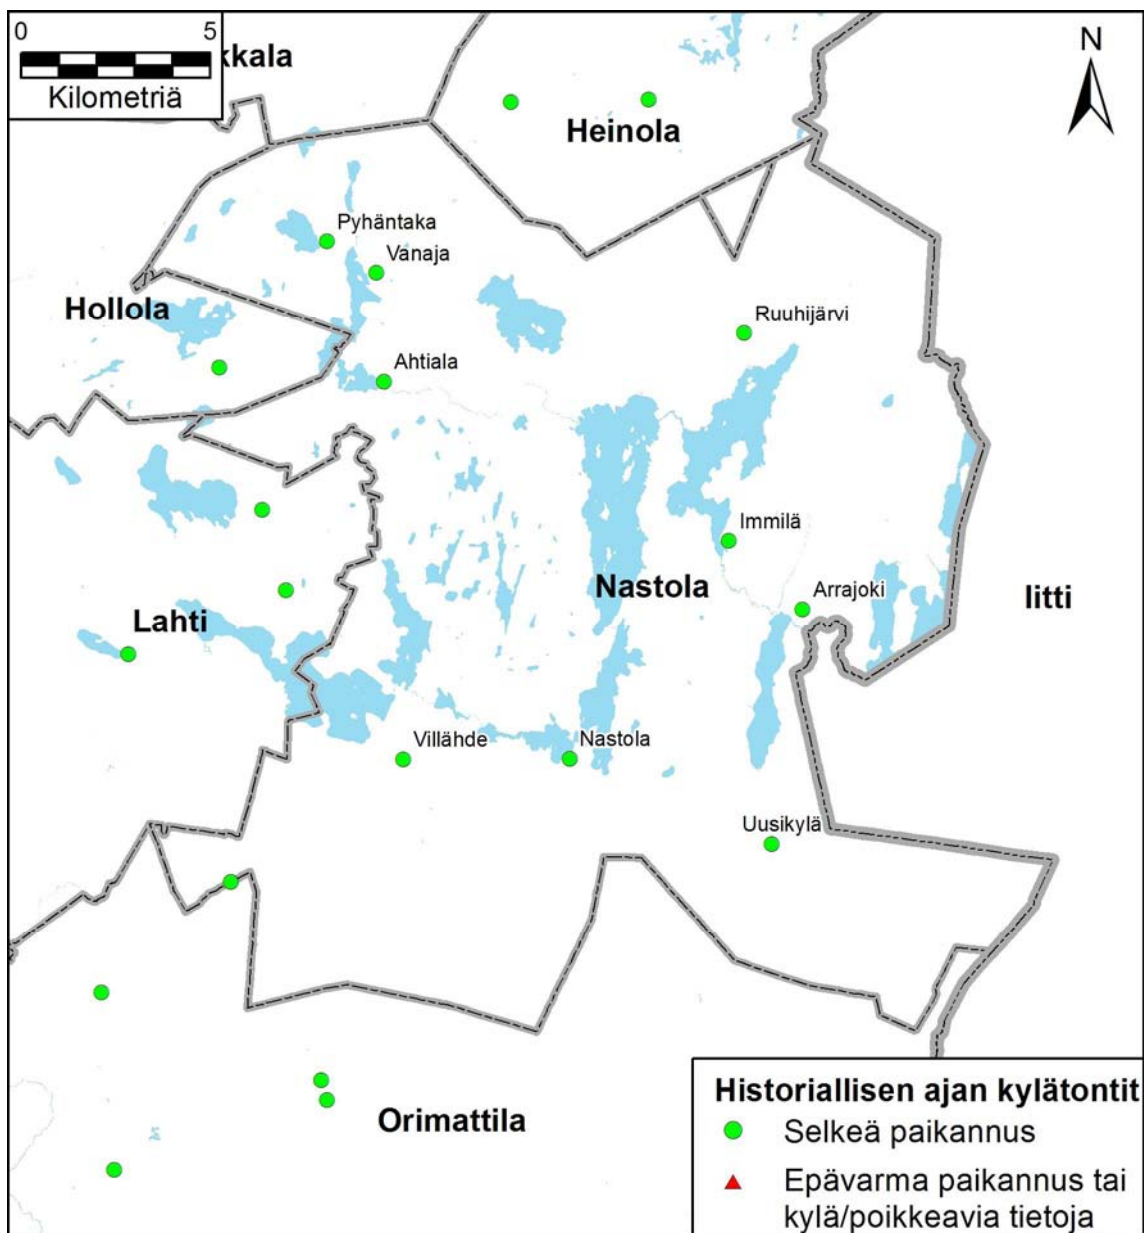 0 5
Kilometriä
kkala
N
Heinola
Pyhäntaka
Vanaja
Hollola
Ruuhijärvi
Ahtiala
Immilä
Nastola
Arrajoki
Iitti
Lahti
Villähde
Nastola
Uusikylä
Orimattila
Historiallisen ajan kylätontit
Selkeä paikannus
Epävarma paikannus tai
kylä/poikkeavia tietoja